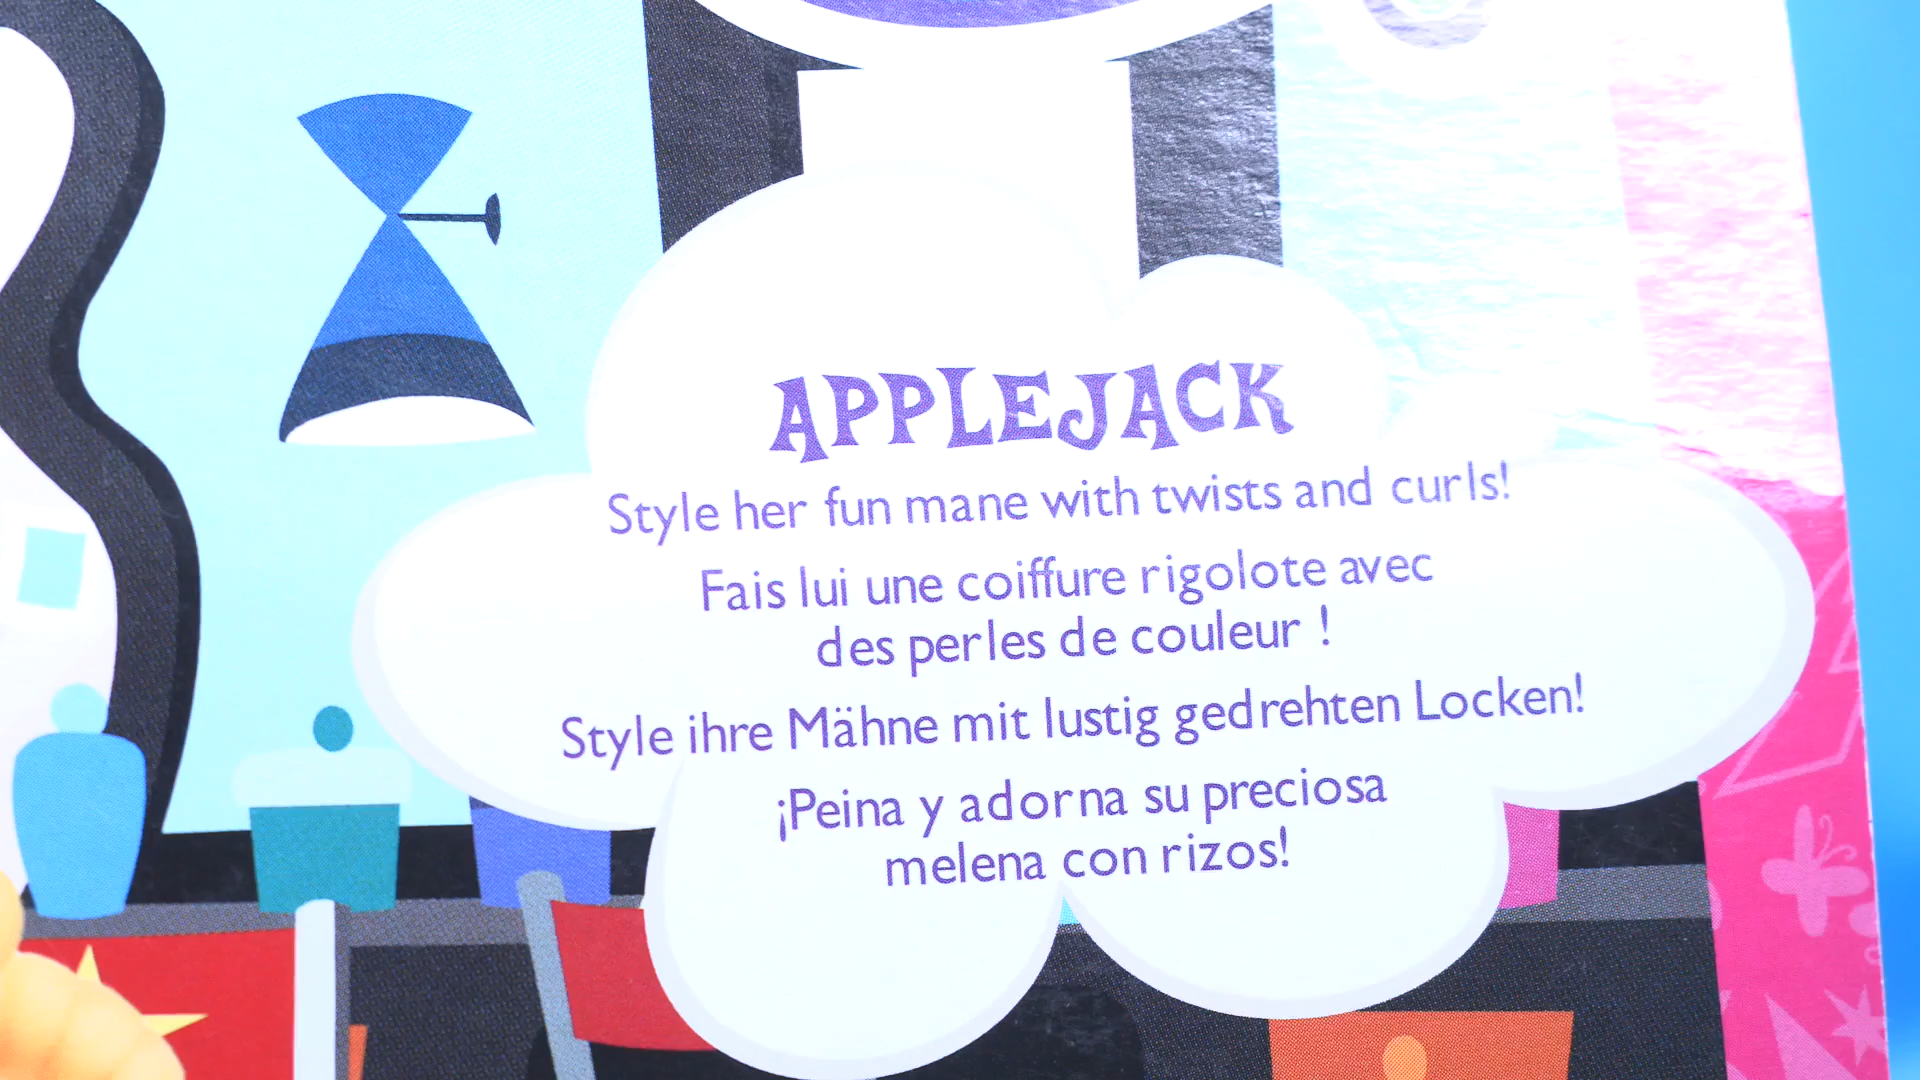 APPLEJACK
Style her fun mane with twists and curls!
Fais lui une coiffure rigolote avec
des perles de couleur !
Style ihre Mähne mit lustig gedrehten Locken!
¡Peina y adorna su preciosa
melena con rizos!